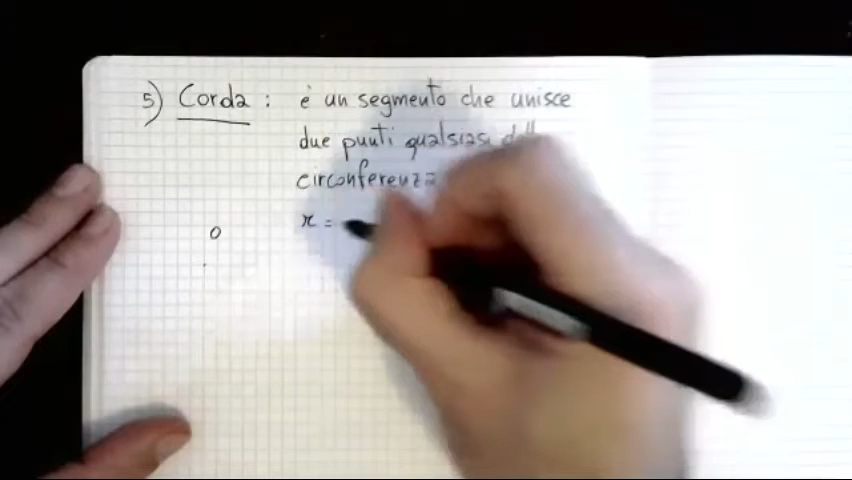 5) Corda : è un segmento che unisce
due punti qualsiasi
circonferenza
r =
O